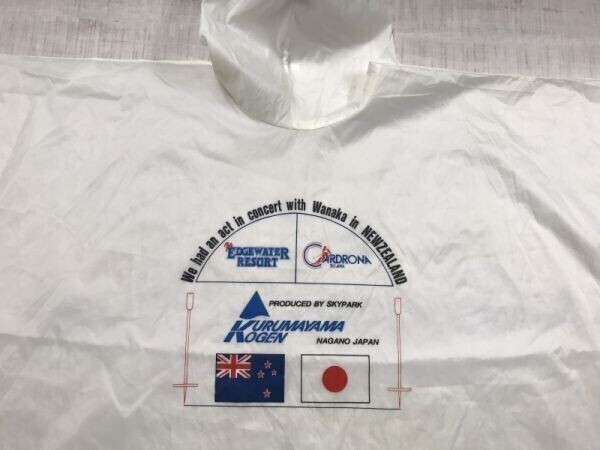 We had an act in concert with Wanaka in NEWZEALAND
The EDGEWATER
RESORT
CARDRONA
PRODUCED BY SKYPARK
KURUMAYAMA
KOGEN
NAGANO JAPAN